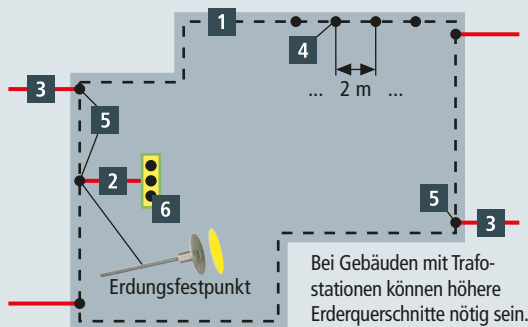 1
4
... 2 m ...
3
5
2
6
5
3
Erdungsfestpunkt
Bei Gebäuden mit Trafo-
stationen können höhere
Erderquerschnitte nötig sein.